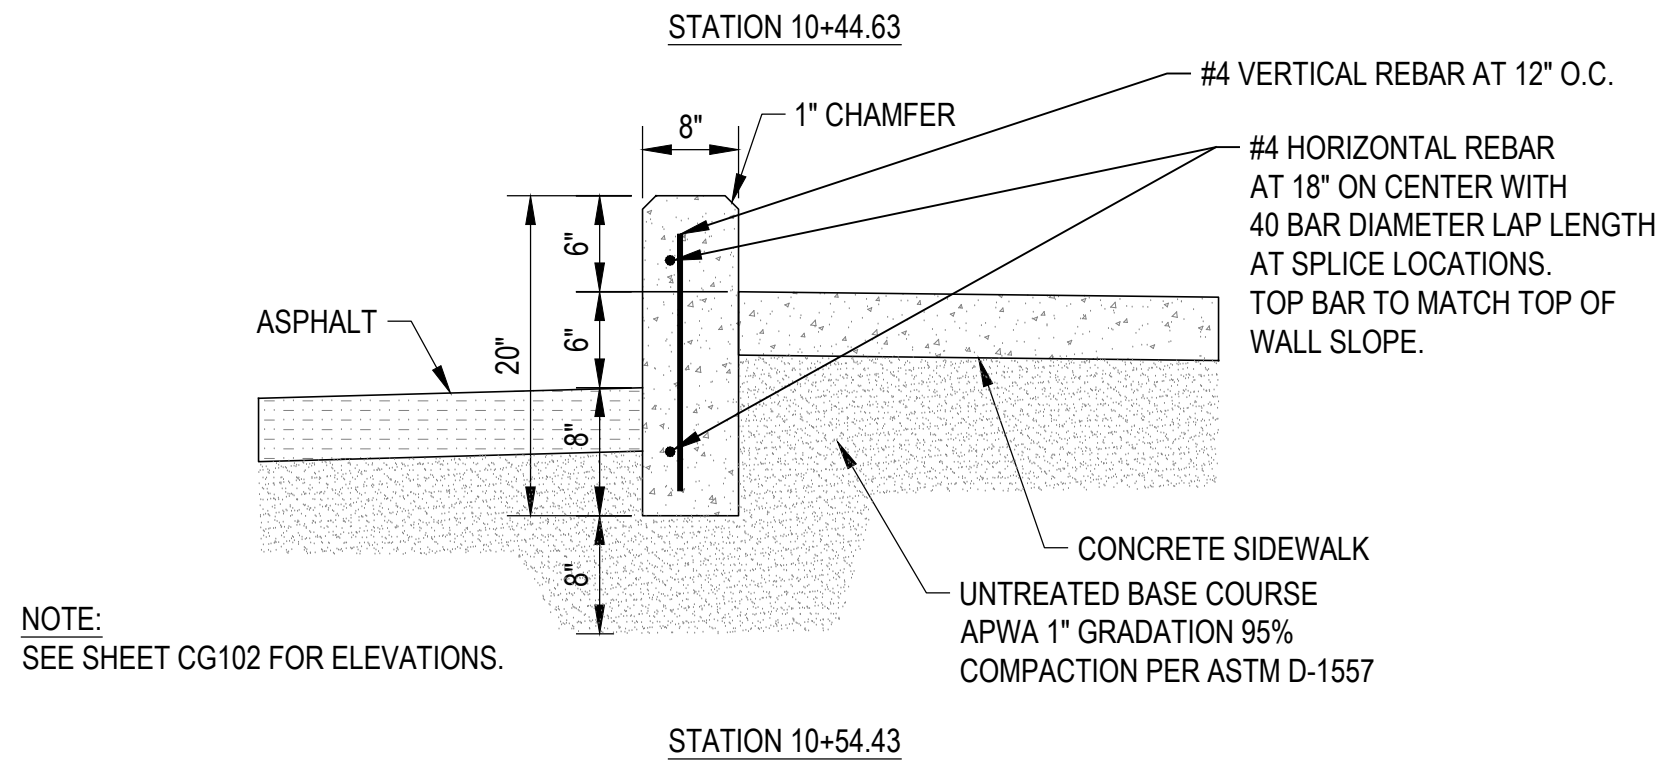 STATION 10+44.63
#4 VERTICAL REBAR AT 12" O.C.
1" CHAMFER
8"
#4 HORIZONTAL REBAR
AT 18" ON CENTER WITH
40 BAR DIAMETER LAP LENGTH
AT SPLICE LOCATIONS.
TOP BAR TO MATCH TOP OF
WALL SLOPE.
6"
6"
20"
8"
8"
ASPHALT
CONCRETE SIDEWALK
UNTREATED BASE COURSE
APWA 1" GRADATION 95%
COMPACTION PER ASTM D-1557
NOTE:
SEE SHEET CG102 FOR ELEVATIONS.
STATION 10+54.43